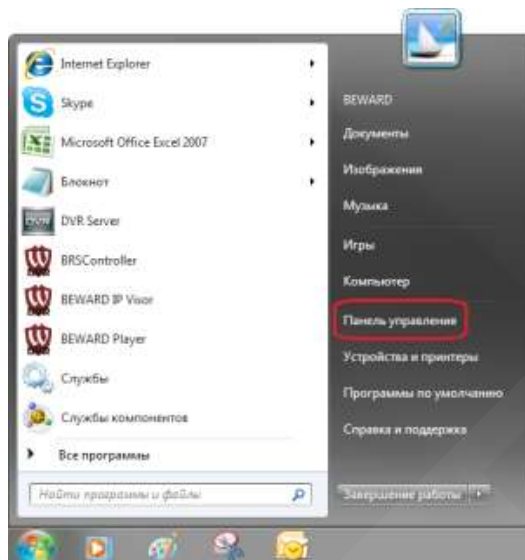 Internet Explorer
Skype
Microsoft Office Excel 2007
Блокнот
DVR Server
BRSController
BEWARD IP Visor
BEWARD Player
Службы
Службы компонентов
Все программы
Найти программы и файлы
BEWARD
Документы
Изображения
Музыка
Игры
Компьютер
Панель управления
Устройства и принтеры
Программы по умолчанию
Справка и поддержка
Завершение работы